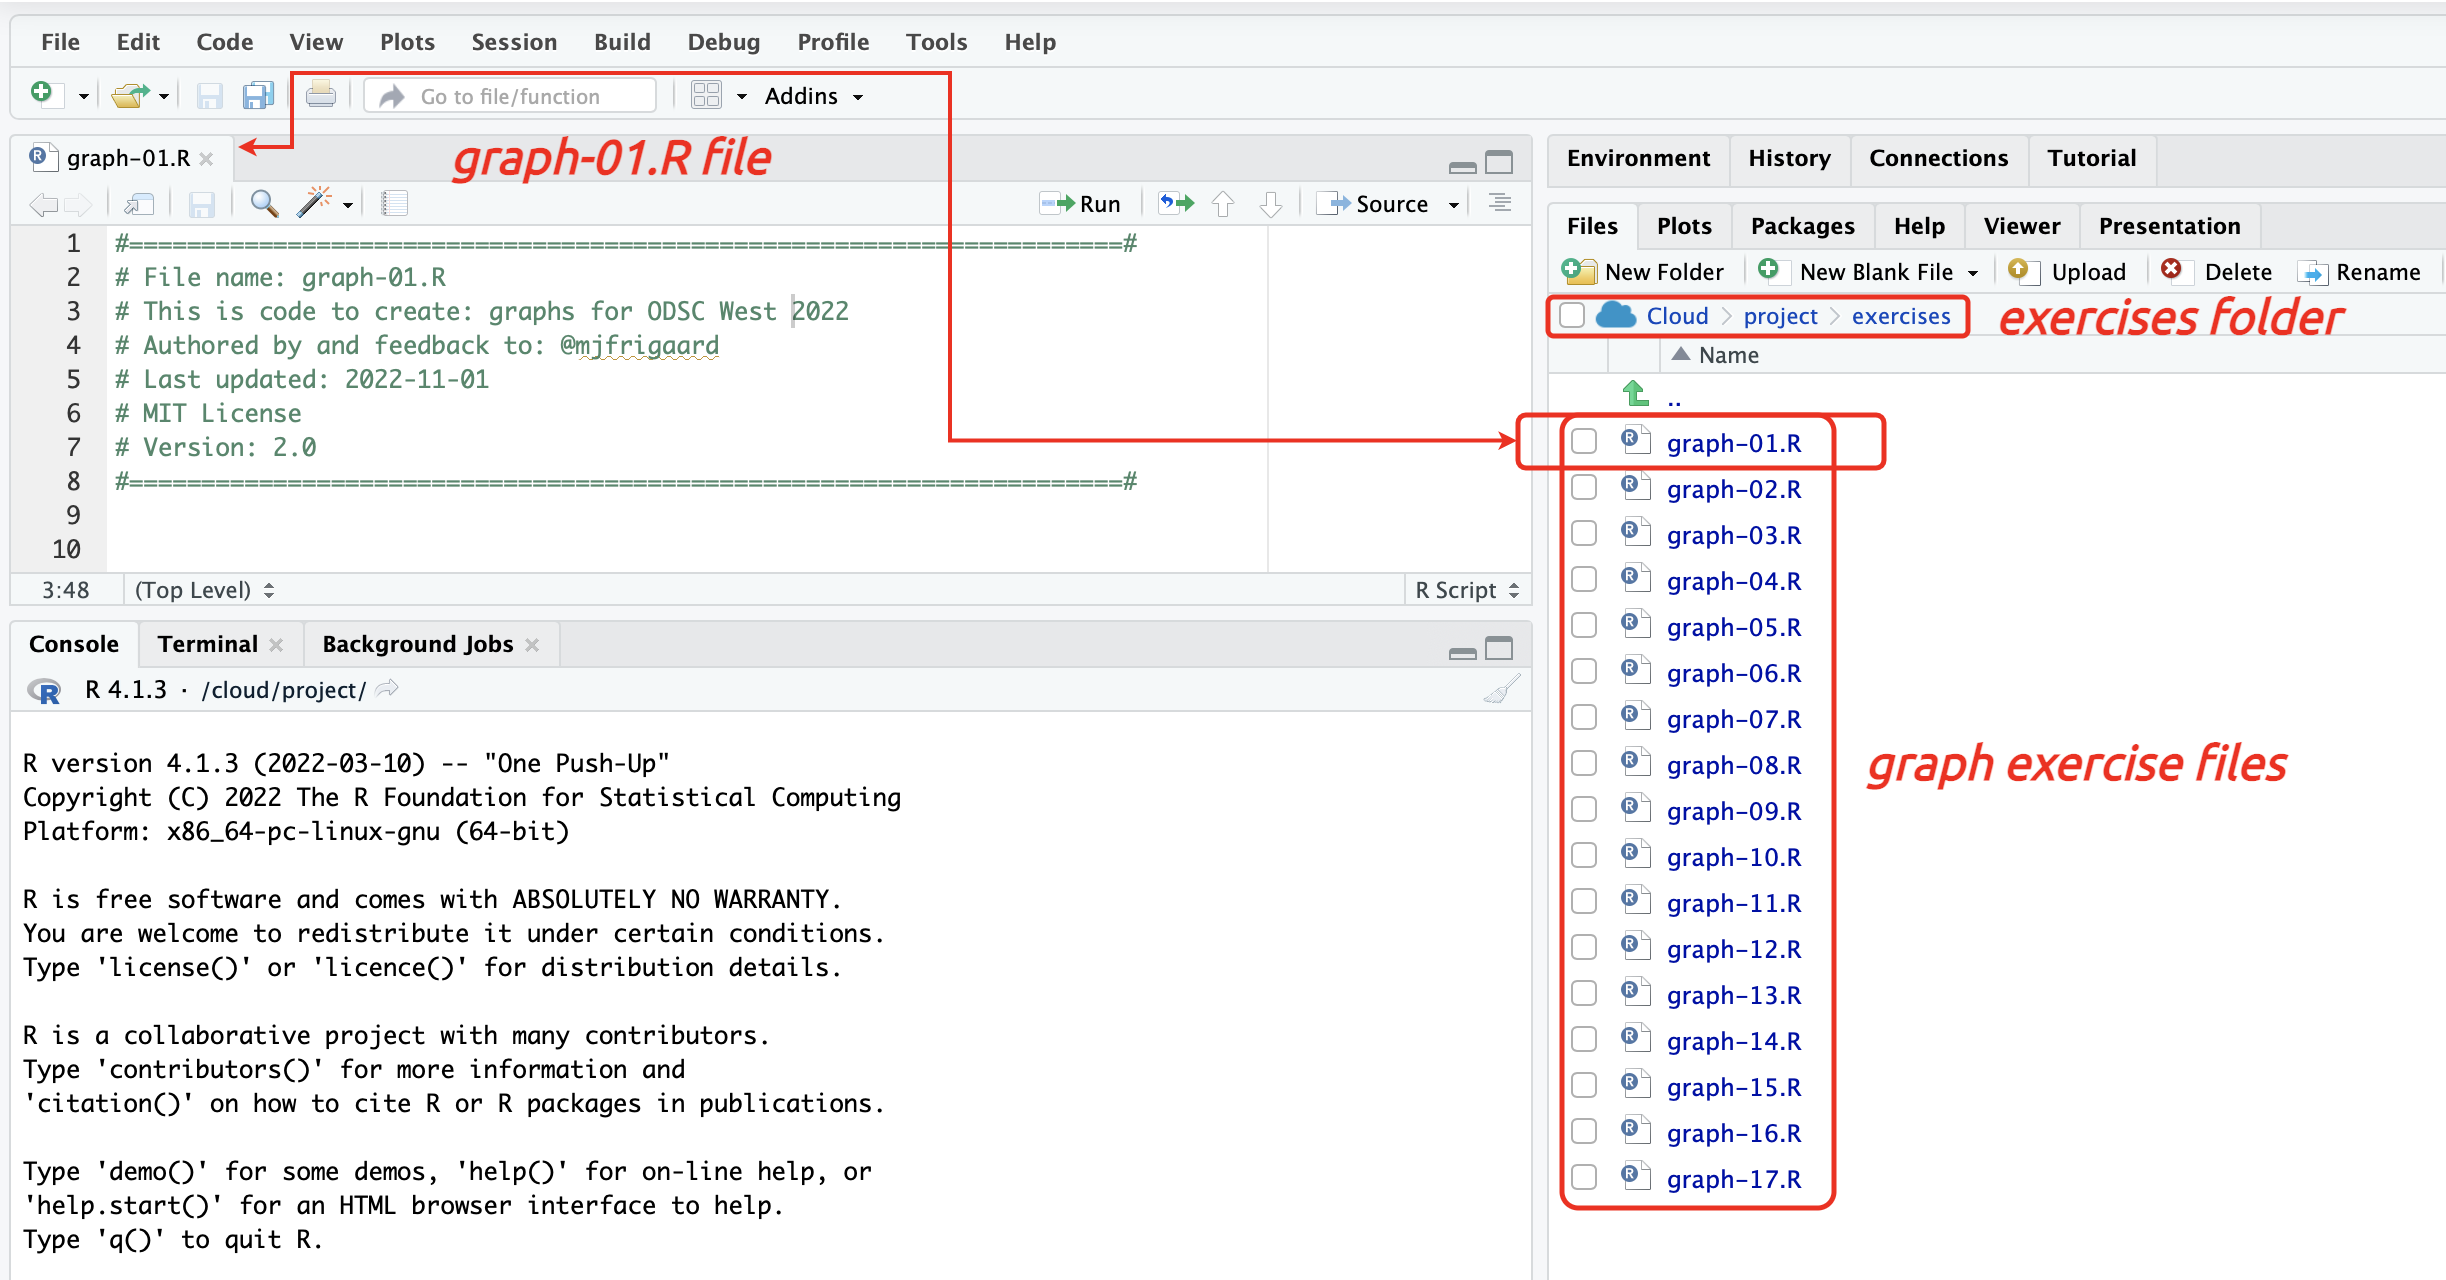 File Edit Code View Plots Session Build Debug Profile Tools Help
Go to file/function Addins
graph-01.R
graph-01.R file
Run Source
1 #=====================================================================#
2 # File name: graph-01.R
3 # This is code to create: graphs for ODSC West 2022
4 # Authored by and feedback to: @mjfrigaard
5 # Last updated: 2022-11-01
6 # MIT License
7 # Version: 2.0
8 #=====================================================================#
9
10
3:48 (Top Level) R Script
Console Terminal Background Jobs
R 4.1.3 · /cloud/project/
R version 4.1.3 (2022-03-10) -- "One Push-Up"
Copyright (C) 2022 The R Foundation for Statistical Computing
Platform: x86_64-pc-linux-gnu (64-bit)
R is free software and comes with ABSOLUTELY NO WARRANTY.
You are welcome to redistribute it under certain conditions.
Type 'license()' or 'licence()' for distribution details.
R is a collaborative project with many contributors.
Type 'contributors()' for more information and
'citation()' on how to cite R or R packages in publications.
Type 'demo()' for some demos, 'help()' for on-line help, or
'help.start()' for an HTML browser interface to help.
Type 'q()' to quit R.
Environment History Connections Tutorial
Files Plots Packages Help Viewer Presentation
New Folder New Blank File Upload Delete Rename
Cloud project exercises
exercises folder
Name
..
graph-01.R
graph-02.R
graph-03.R
graph-04.R
graph-05.R
graph-06.R
graph-07.R
graph-08.R
graph-09.R
graph-10.R
graph-11.R
graph-12.R
graph-13.R
graph-14.R
graph-15.R
graph-16.R
graph-17.R
graph exercise files